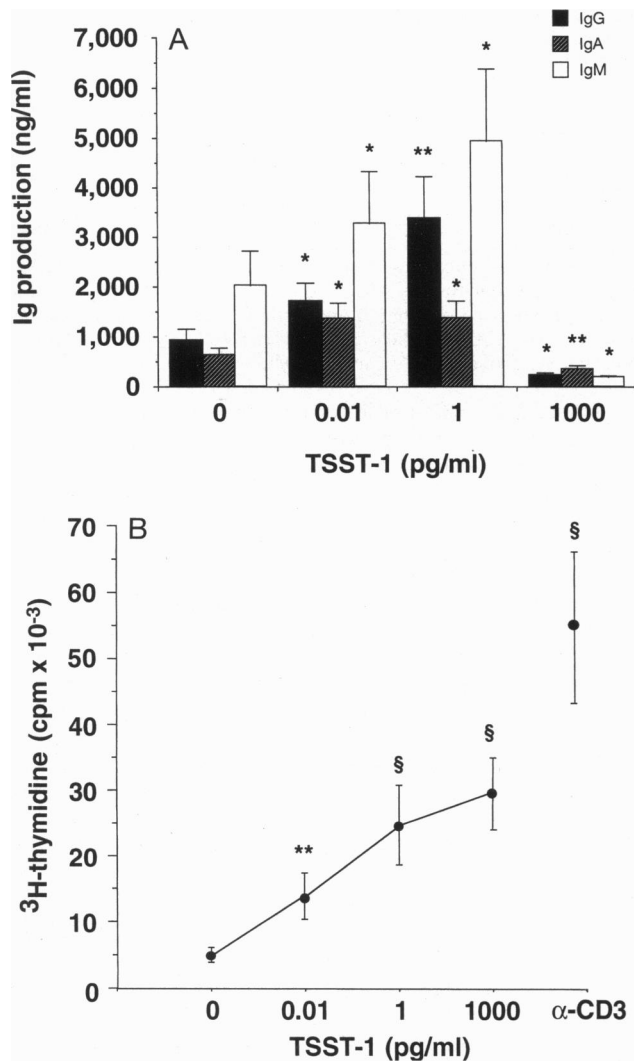 A
IgG
IgA
IgM
7,000
6,000
5,000
4,000
3,000
2,000
1,000
0
Ig production (ng/ml)
* * *
* ** *
* ** *
0 0.01 1 1000
TSST-1 (pg/ml)
B
70
60
50
40
30
20
10
0
³H-thymidine (cpm x 10⁻³)
** § § §
0 0.01 1 1000 α-CD3
TSST-1 (pg/ml)